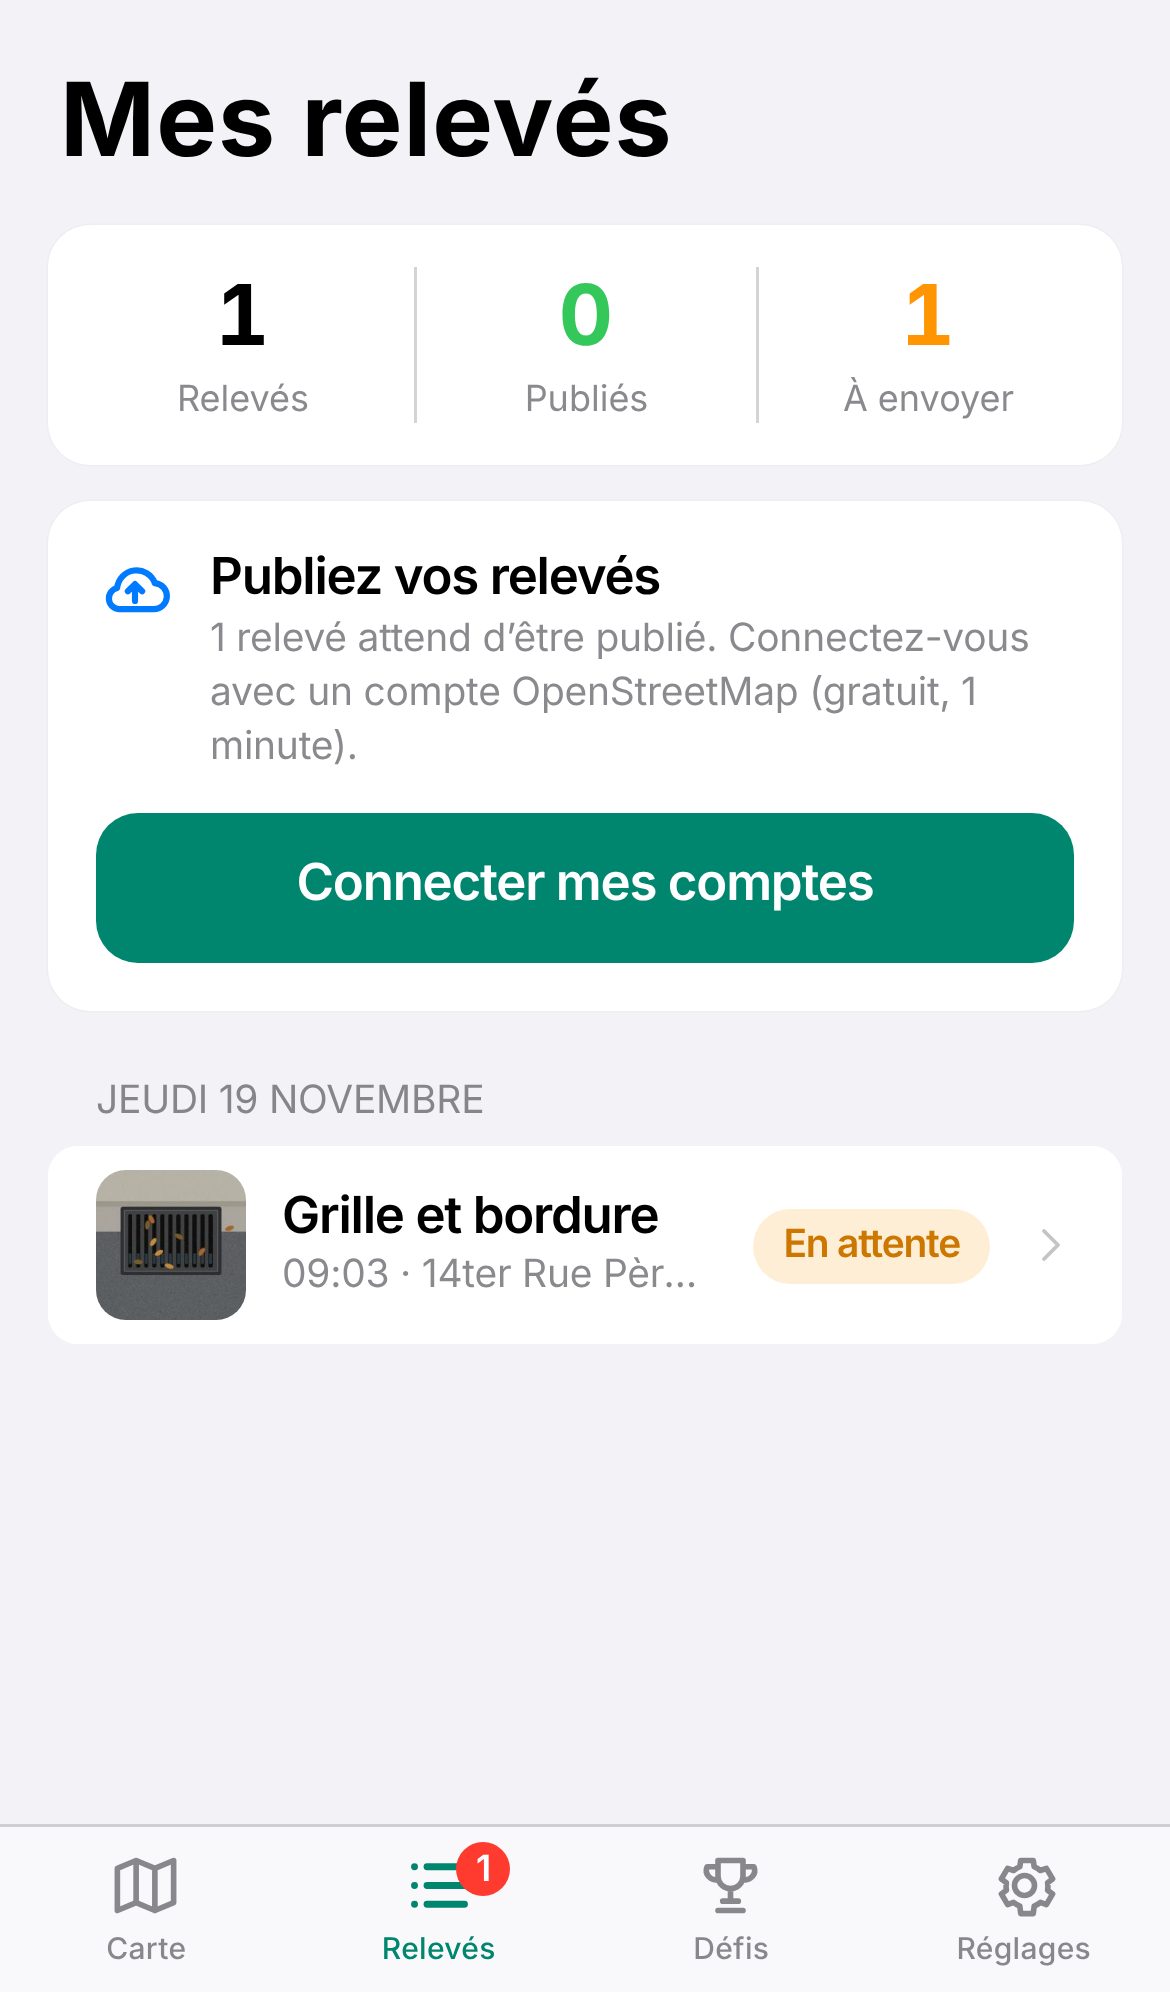 Mes relevés
1
0
1
Relevés
Publiés
À envoyer
Publiez vos relevés
1 relevé attend d’être publié. Connectez-vous
avec un compte OpenStreetMap (gratuit, 1
minute).
Connecter mes comptes
JEUDI 19 NOVEMBRE
Grille et bordure
09:03 · 14ter Rue Pèr…
En attente
1
Carte
Relevés
Défis
Réglages